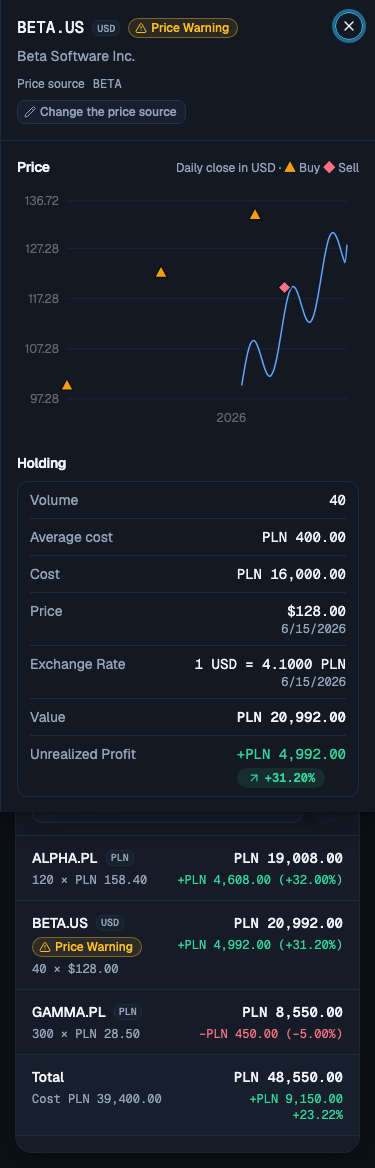 BETA.US USD Price Warning
Beta Software Inc.
Price source BETA
Change the price source
Price Daily close in USD · Buy Sell
136.72
127.28
117.28
107.28
97.28
2026
Holding
Volume 40
Average cost PLN 400.00
Cost PLN 16,000.00
Price $128.00
6/15/2026
Exchange Rate 1 USD = 4.1000 PLN
6/15/2026
Value PLN 20,992.00
Unrealized Profit +PLN 4,992.00
+31.20%
ALPHA.PL PLN PLN 19,008.00
120 × PLN 158.40 +PLN 4,608.00 (+32.00%)
BETA.US USD PLN 20,992.00
Price Warning +PLN 4,992.00 (+31.20%)
40 × $128.00
GAMMA.PL PLN PLN 8,550.00
300 × PLN 28.50 −PLN 450.00 (−5.00%)
Total PLN 48,550.00
Cost PLN 39,400.00 +PLN 9,150.00
+23.22%